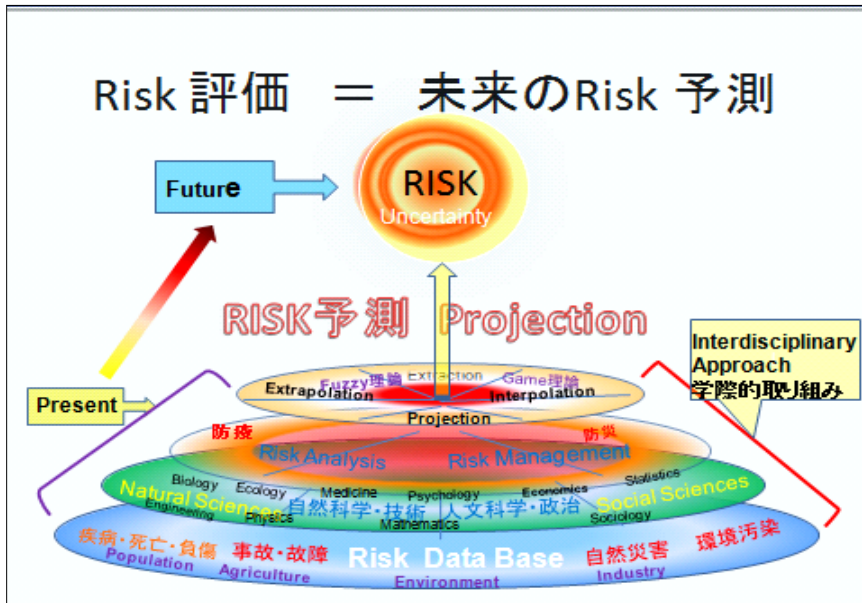 Risk 評価 ＝ 未来のRisk 予測
Future
RISK
Uncertainty
RISK予測 Projection
Interdisciplinary
Approach
学際的取り組み
Present
Fuzzy理論 Extraction Game理論
Extrapolation Interpolation
Projection
防疫 防災
Risk Analysis Risk Management
Biology Ecology Medicine Psychology Economics Statistics
Natural Sciences 自然科学・技術 人文科学・政治 Social Sciences
Engineering Physics Mathematics Sociology
疾病・死亡・負傷 事故・故障 Risk Data Base 自然災害 環境汚染
Population Agriculture Environment Industry